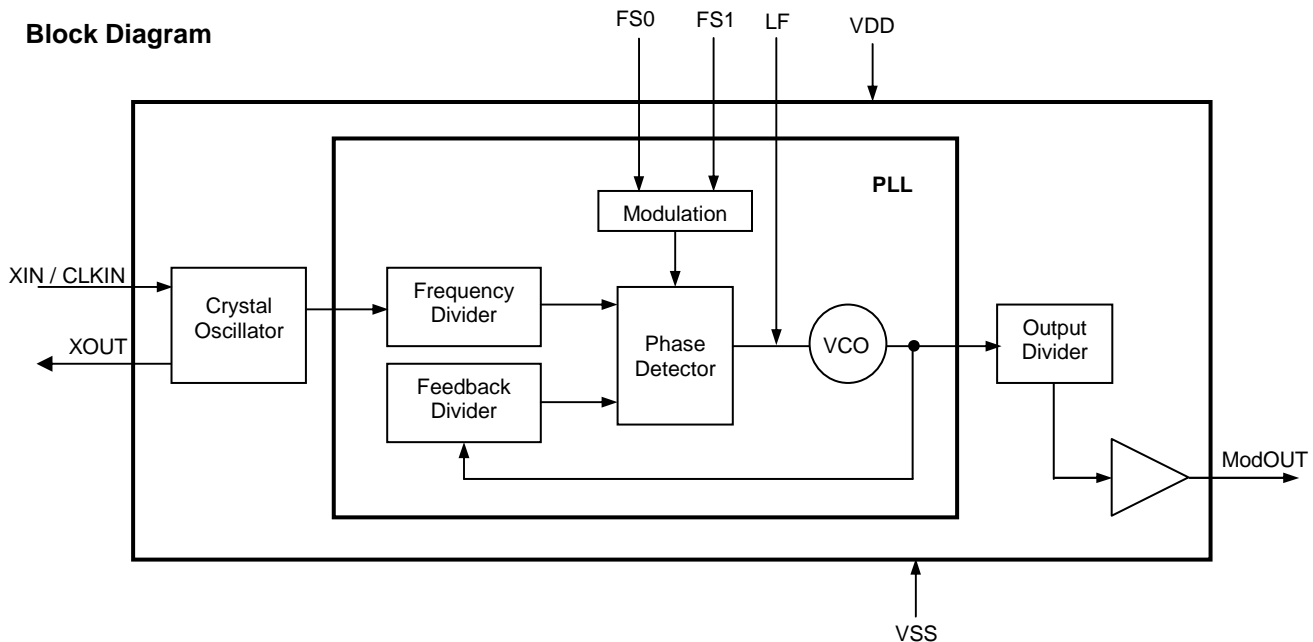 Block Diagram
FS0
FS1
LF
VDD
PLL
Modulation
XIN / CLKIN
XOUT
Crystal
Oscillator
Frequency
Divider
Feedback
Divider
Phase
Detector
VCO
Output
Divider
ModOUT
VSS